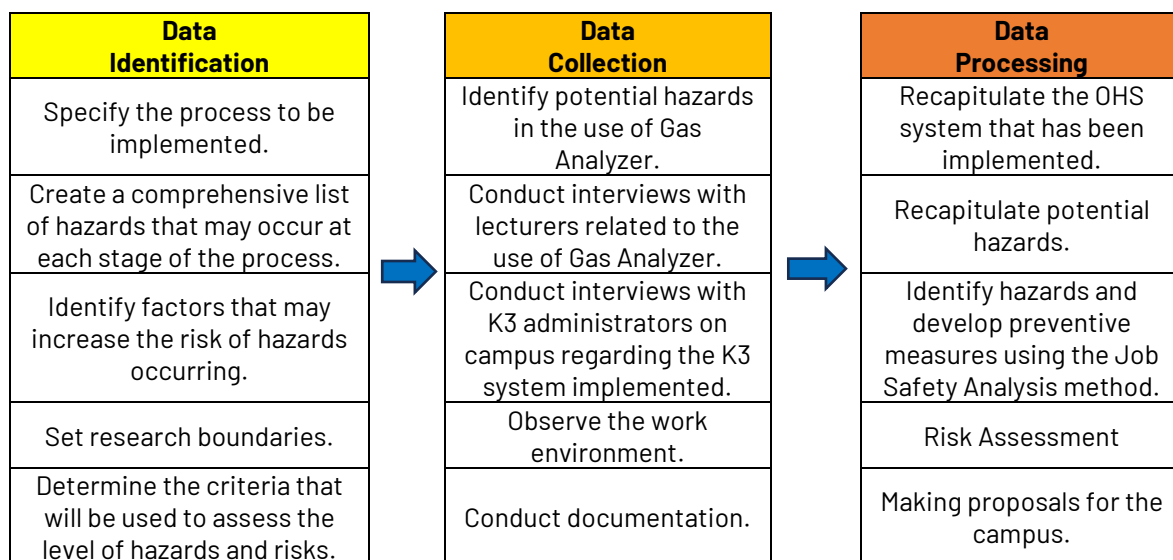 Data
Identification
Specify the process to be
implemented.
Create a comprehensive list
of hazards that may occur at
each stage of the process.
Identify factors that may
increase the risk of hazards
occurring.
Set research boundaries.
Determine the criteria that
will be used to assess the
level of hazards and risks.
Data
Collection
Identify potential hazards
in the use of Gas
Analyzer.
Conduct interviews with
lecturers related to the
use of Gas Analyzer.
Conduct interviews with
K3 administrators on
campus regarding the K3
system implemented.
Observe the work
environment.
Conduct documentation.
Data
Processing
Recapitulate the OHS
system that has been
implemented.
Recapitulate potential
hazards.
Identify hazards and
develop preventive
measures using the Job
Safety Analysis method.
Risk Assessment
Making proposals for the
campus.